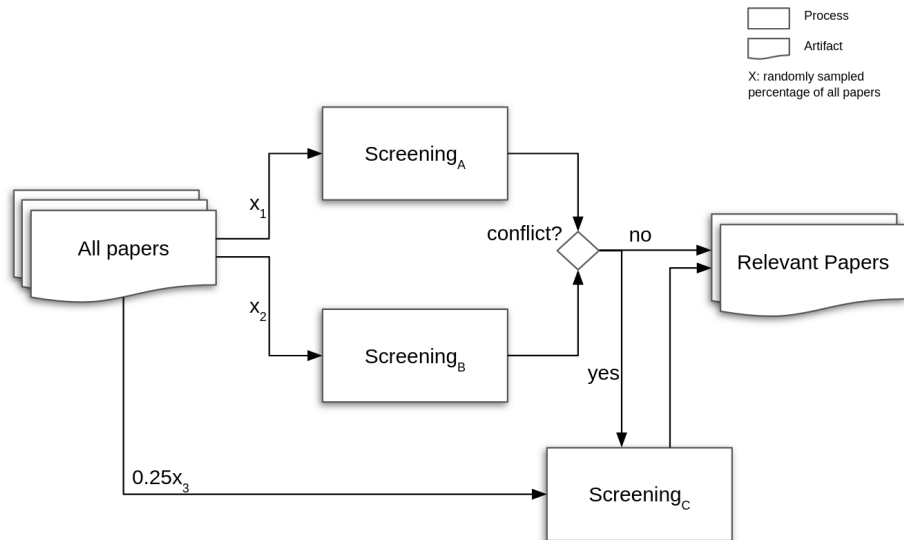 Process
Artifact
X: randomly sampled
percentage of all papers
Screening_A
x_1
All papers
conflict?
no
Relevant Papers
x_2
Screening_B
yes
0.25x_3
Screening_C